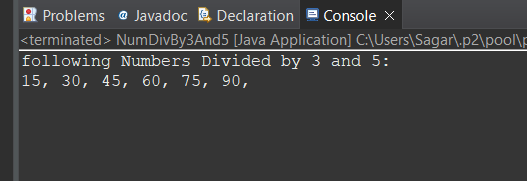 Problems @ Javadoc Declaration Console
<terminated> NumDivBy3And5 [Java Application] C:\Users\Sagar\.p2\pool\
following Numbers Divided by 3 and 5:
15, 30, 45, 60, 75, 90,